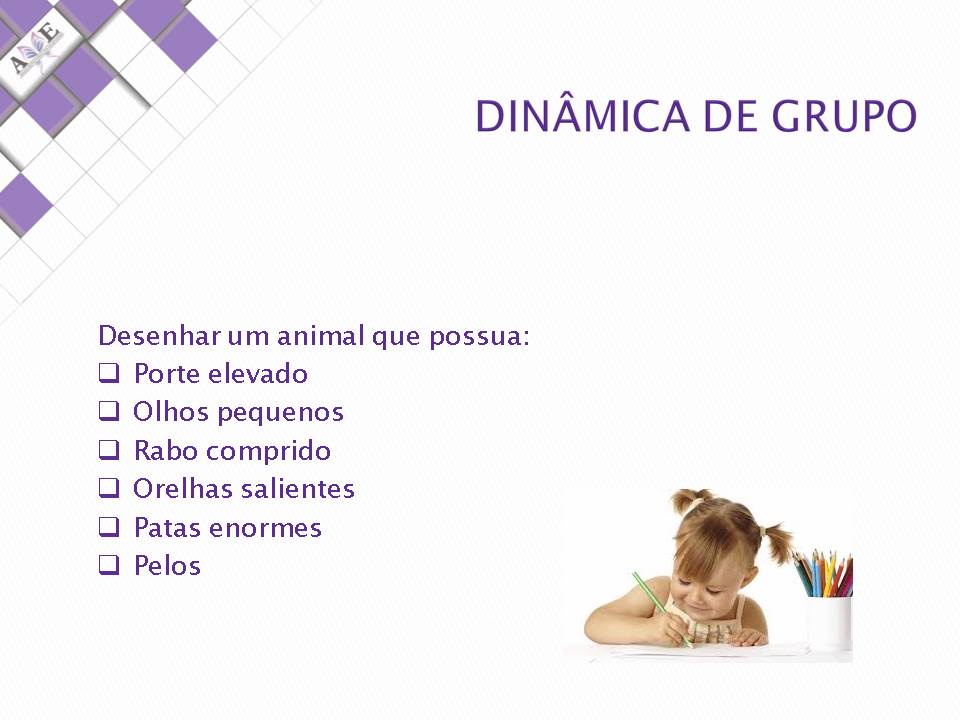 A E
DINÂMICA DE GRUPO
Desenhar um animal que possua:
❑ Porte elevado
❑ Olhos pequenos
❑ Rabo comprido
❑ Orelhas salientes
❑ Patas enormes
❑ Pelos